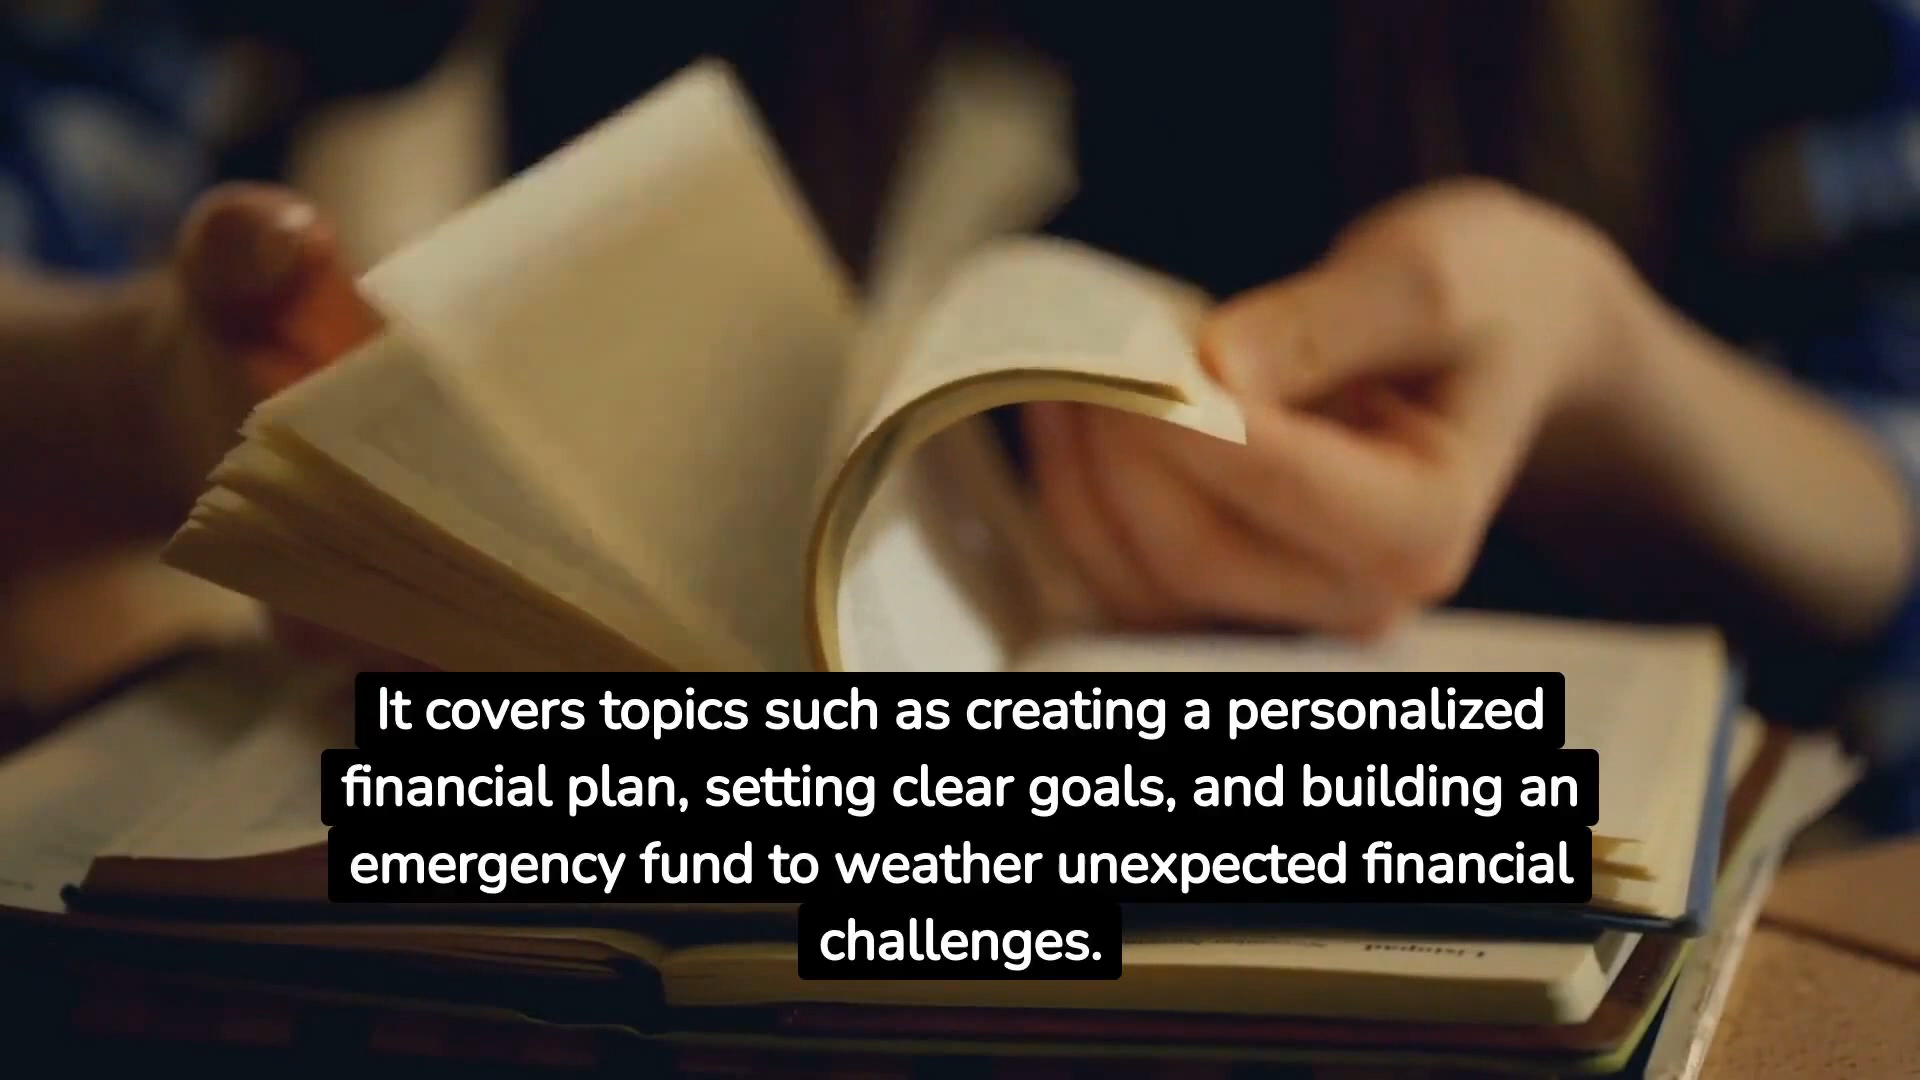 It covers topics such as creating a personalized
financial plan, setting clear goals, and building an
emergency fund to weather unexpected financial
challenges.
Listopad